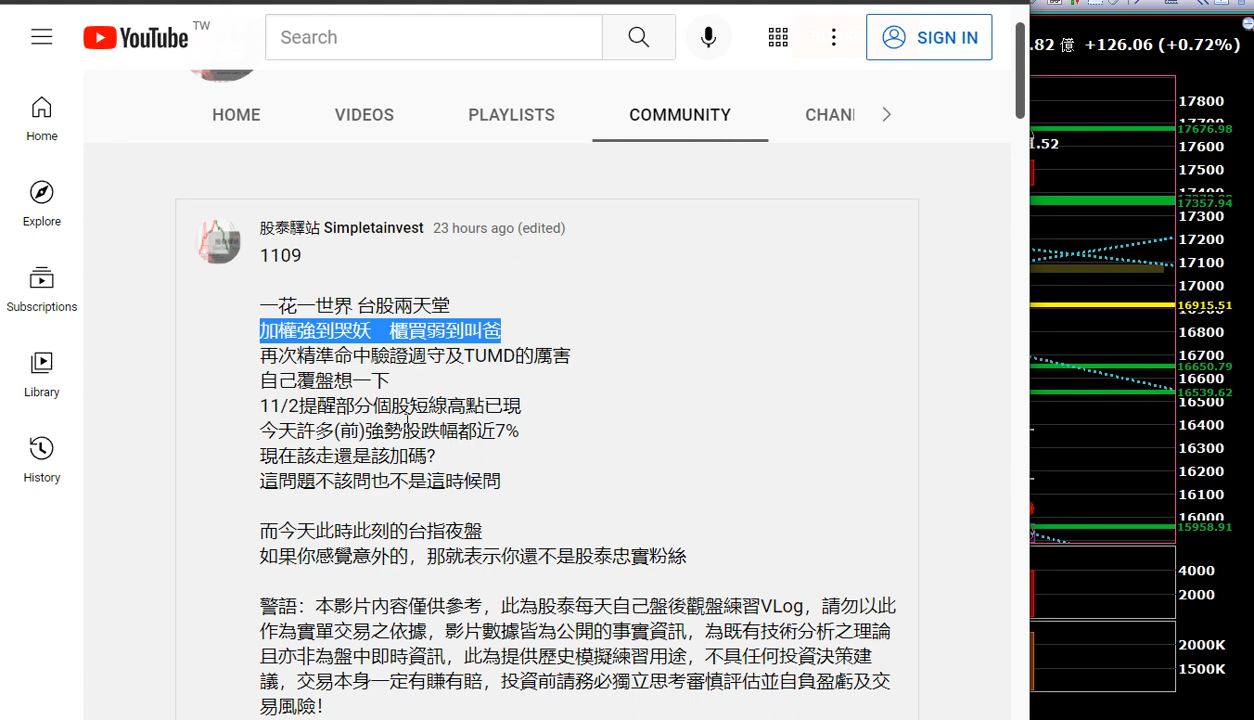 YouTube TW
Search
SIGN IN
.82 億 +126.06 (+0.72%)
HOME
VIDEOS
PLAYLISTS
COMMUNITY
CHAN
Home
Explore
Subscriptions
Library
History
股泰驛站 Simpletainvest 23 hours ago (edited)
1109
一花一世界 台股兩天堂
加權強到哭妖　櫃買弱到叫爸
再次精準命中驗證週守及TUMD的厲害
自己覆盤想一下
11/2提醒部分個股短線高點已現
今天許多(前)強勢股跌幅都近7%
現在該走還是該加碼?
這問題不該問也不是這時候問
而今天此時此刻的台指夜盤
如果你感覺意外的，那就表示你還不是股泰忠實粉絲
警語：本影片內容僅供參考，此為股泰每天自己盤後觀盤練習VLog，請勿以此
作為實單交易之依據，影片數據皆為公開的事實資訊，為既有技術分析之理論
且亦非為盤中即時資訊，此為提供歷史模擬練習用途，不具任何投資決策建
議，交易本身一定有賺有賠，投資前請務必獨立思考審慎評估並自負盈虧及交
易風險！
17800
17676.98
1.52
17600
17500
17357.94
17300
17200
17100
17000
16915.51
16800
16700
16650.79
16600
16539.62
16500
16400
16300
16200
16100
16000
15958.91
4000
2000
2000K
1500K